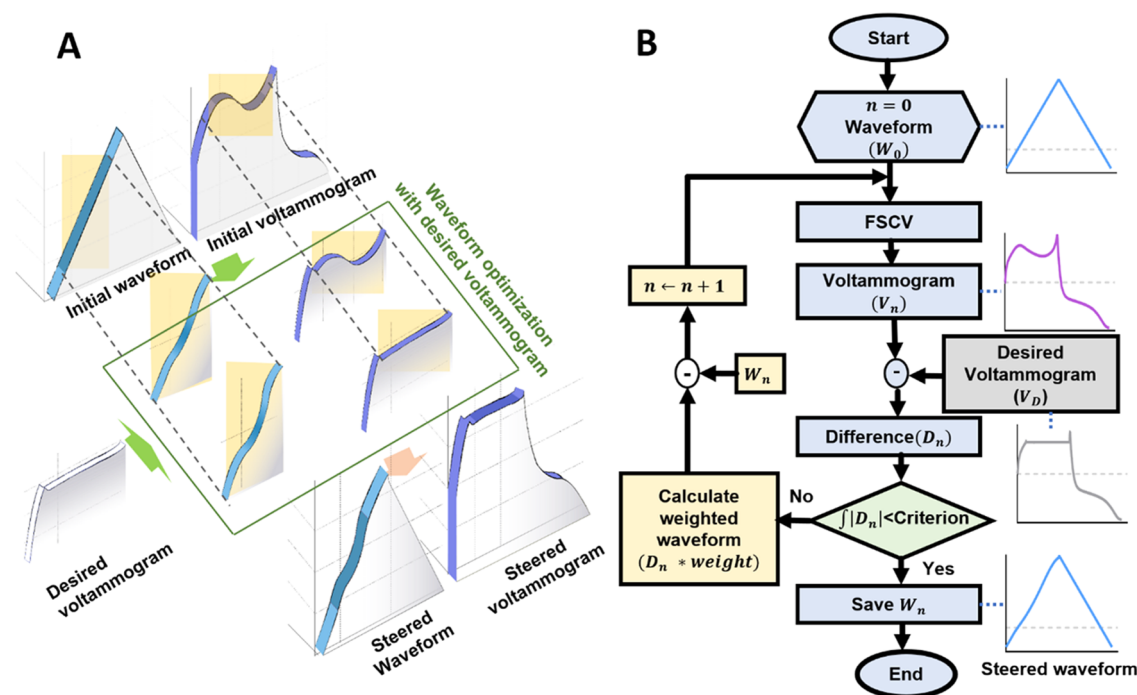 A
Initial voltammogram
Initial waveform
Waveform optimization
with desired voltammogram
Desired
voltammogram
Steered
Waveform
Steered
voltammogram
B
Start
n = 0
Waveform
(W₀)
FSCV
n ← n + 1
Voltammogram
(Vₙ)
-
Wₙ
-
Desired
Voltammogram
(V_D)
Difference(Dₙ)
Calculate
weighted
waveform
(Dₙ * weight)
No
∫|Dₙ|<Criterion
Yes
Save Wₙ
End
Steered waveform